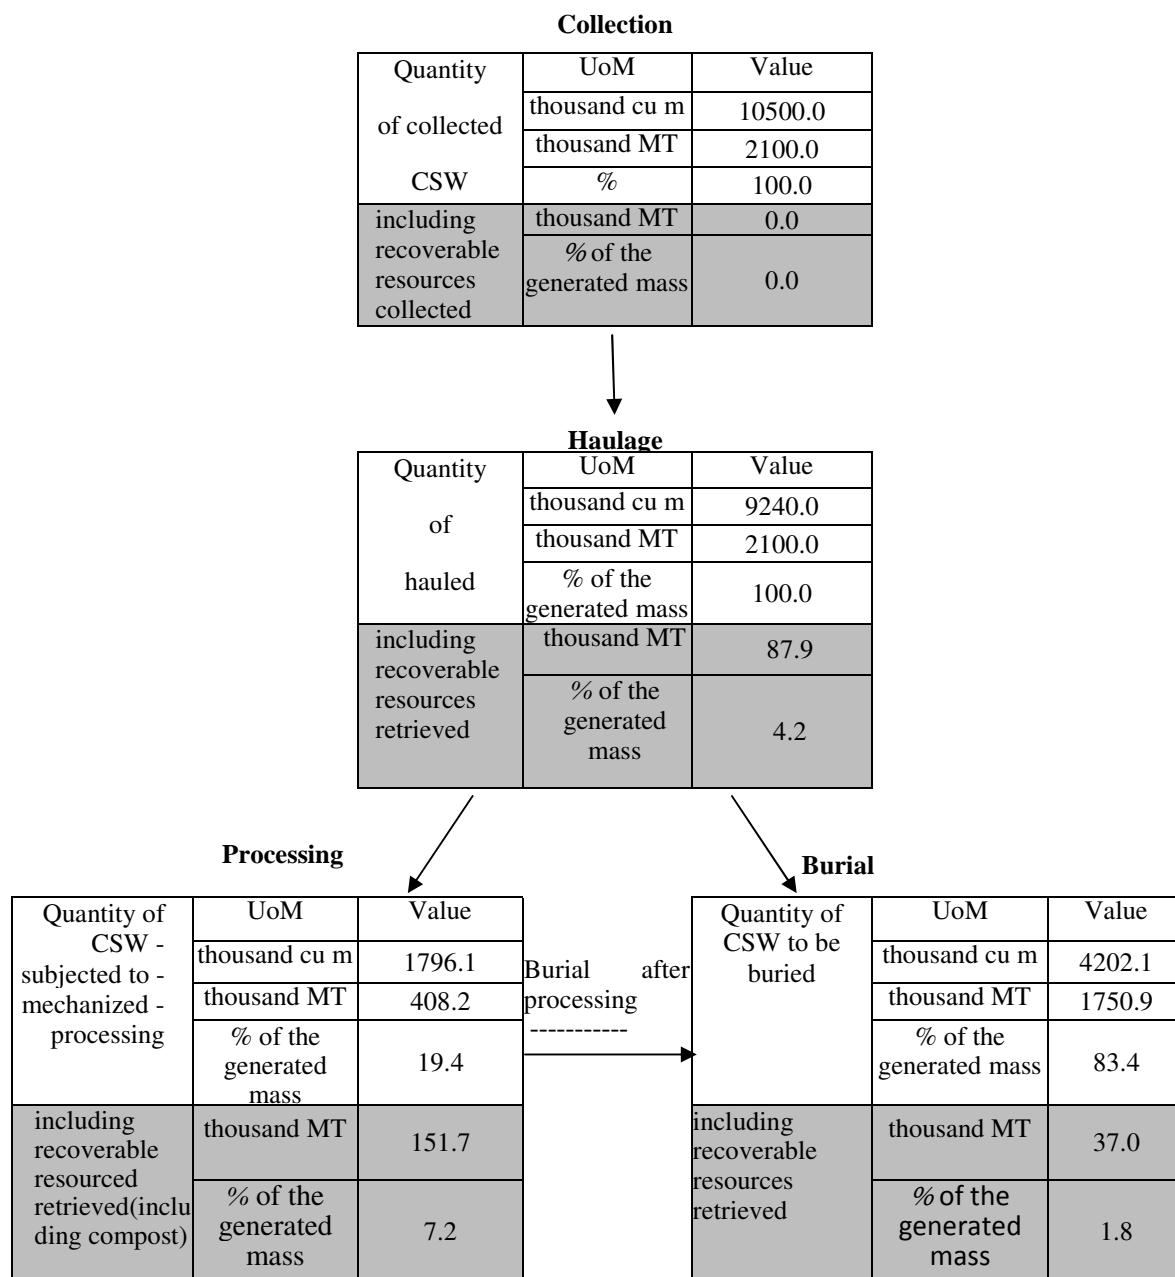 Collection
Quantity
of collected
CSW
UoM
Value
thousand cu m
10500.0
thousand MT
2100.0
%
100.0
including
recoverable
resources
collected
thousand MT
0.0
% of the
generated mass
0.0
Haulage
Quantity
of
hauled
UoM
Value
thousand cu m
9240.0
thousand MT
2100.0
% of the
generated mass
100.0
including
recoverable
resources
retrieved
thousand MT
87.9
% of the
generated
mass
4.2
Processing
Quantity of
CSW -
subjected to -
mechanized -
processing
UoM
Value
thousand cu m
1796.1
thousand MT
408.2
% of the
generated
mass
19.4
including
recoverable
resourced
retrieved(inclu
ding compost)
thousand MT
151.7
% of the
generated
mass
7.2
Burial after
processing
-----------
Burial
Quantity of
CSW to be
buried
UoM
Value
thousand cu m
4202.1
thousand MT
1750.9
% of the
generated mass
83.4
including
recoverable
resources
retrieved
thousand MT
37.0
% of the
generated
mass
1.8